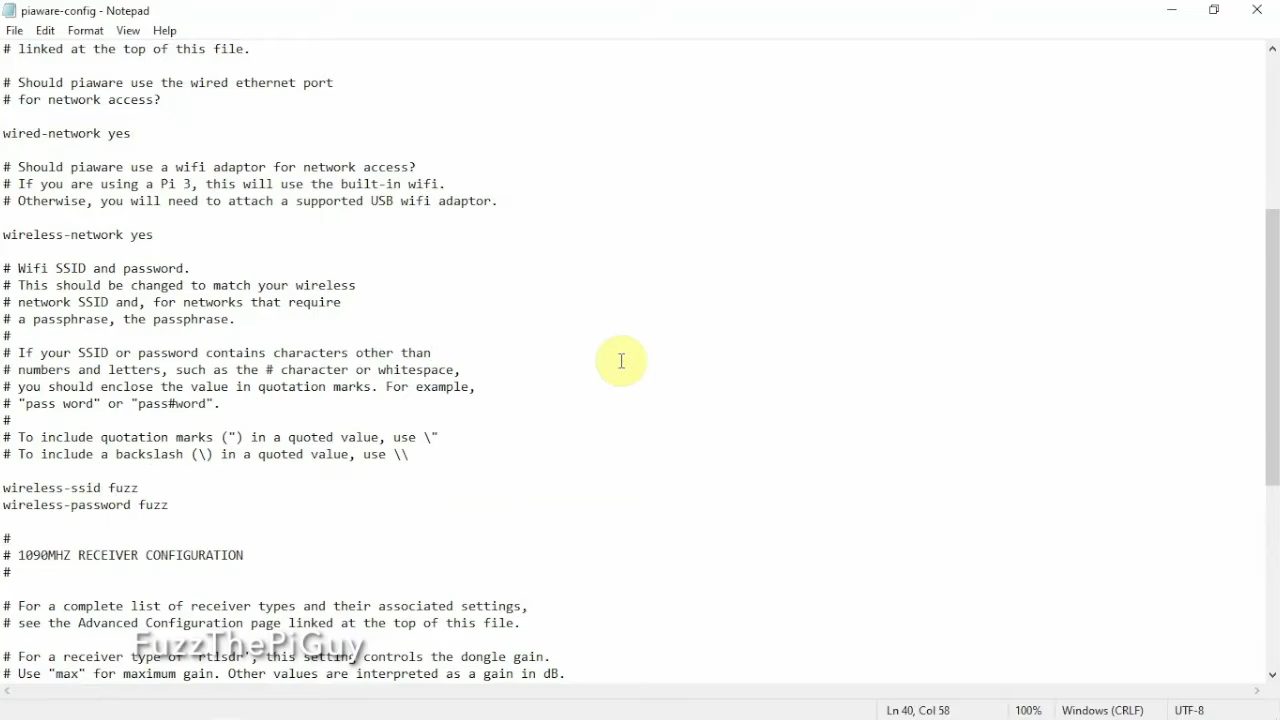 piaware-config - Notepad
File Edit Format View Help
# linked at the top of this file.
# Should piaware use the wired ethernet port
# for network access?
wired-network yes
# Should piaware use a wifi adaptor for network access?
# If you are using a Pi 3, this will use the built-in wifi.
# Otherwise, you will need to attach a supported USB wifi adaptor.
wireless-network yes
# Wifi SSID and password.
# This should be changed to match your wireless
# network SSID and, for networks that require
# a passphrase, the passphrase.
#
# If your SSID or password contains characters other than
# numbers and letters, such as the # character or whitespace,
# you should enclose the value in quotation marks. For example,
# "pass word" or "pass#word".
#
# To include quotation marks (") in a quoted value, use \"
# To include a backslash (\) in a quoted value, use \\
wireless-ssid fuzz
wireless-password fuzz
#
# 1090MHZ RECEIVER CONFIGURATION
#
# For a complete list of receiver types and their associated settings,
# see the Advanced Configuration page linked at the top of this file.
FuzzThePiGuy
# For a receiver type of 'rtlsdr', this setting controls the dongle gain.
# Use "max" for maximum gain. Other values are interpreted as a gain in dB.
Ln 40, Col 58 100% Windows (CRLF) UTF-8